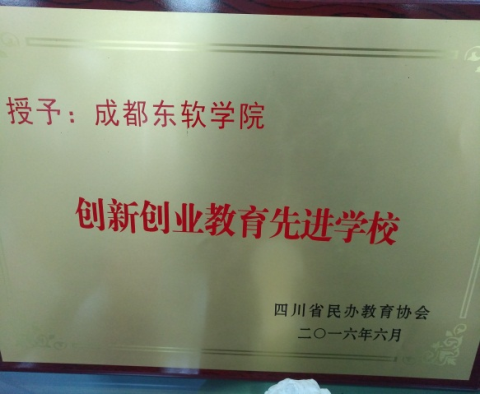 授予：成都东软学院
创新创业教育先进学校
四川省民办教育协会
二〇一六年六月